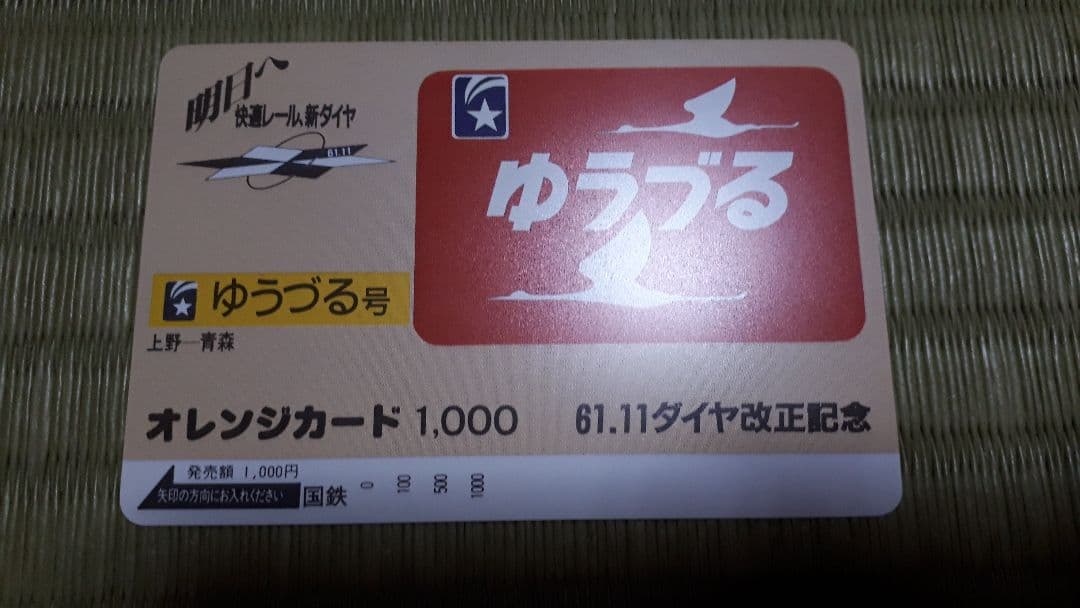 明日へ
快適レール、新ダイヤ
61.11
ゆうづる
ゆうづる号
上野―青森
オレンジカード 1,000
61.11ダイヤ改正記念
発売額 1,000円
矢印の方向にお入れください
国鉄
0 100 500 1000